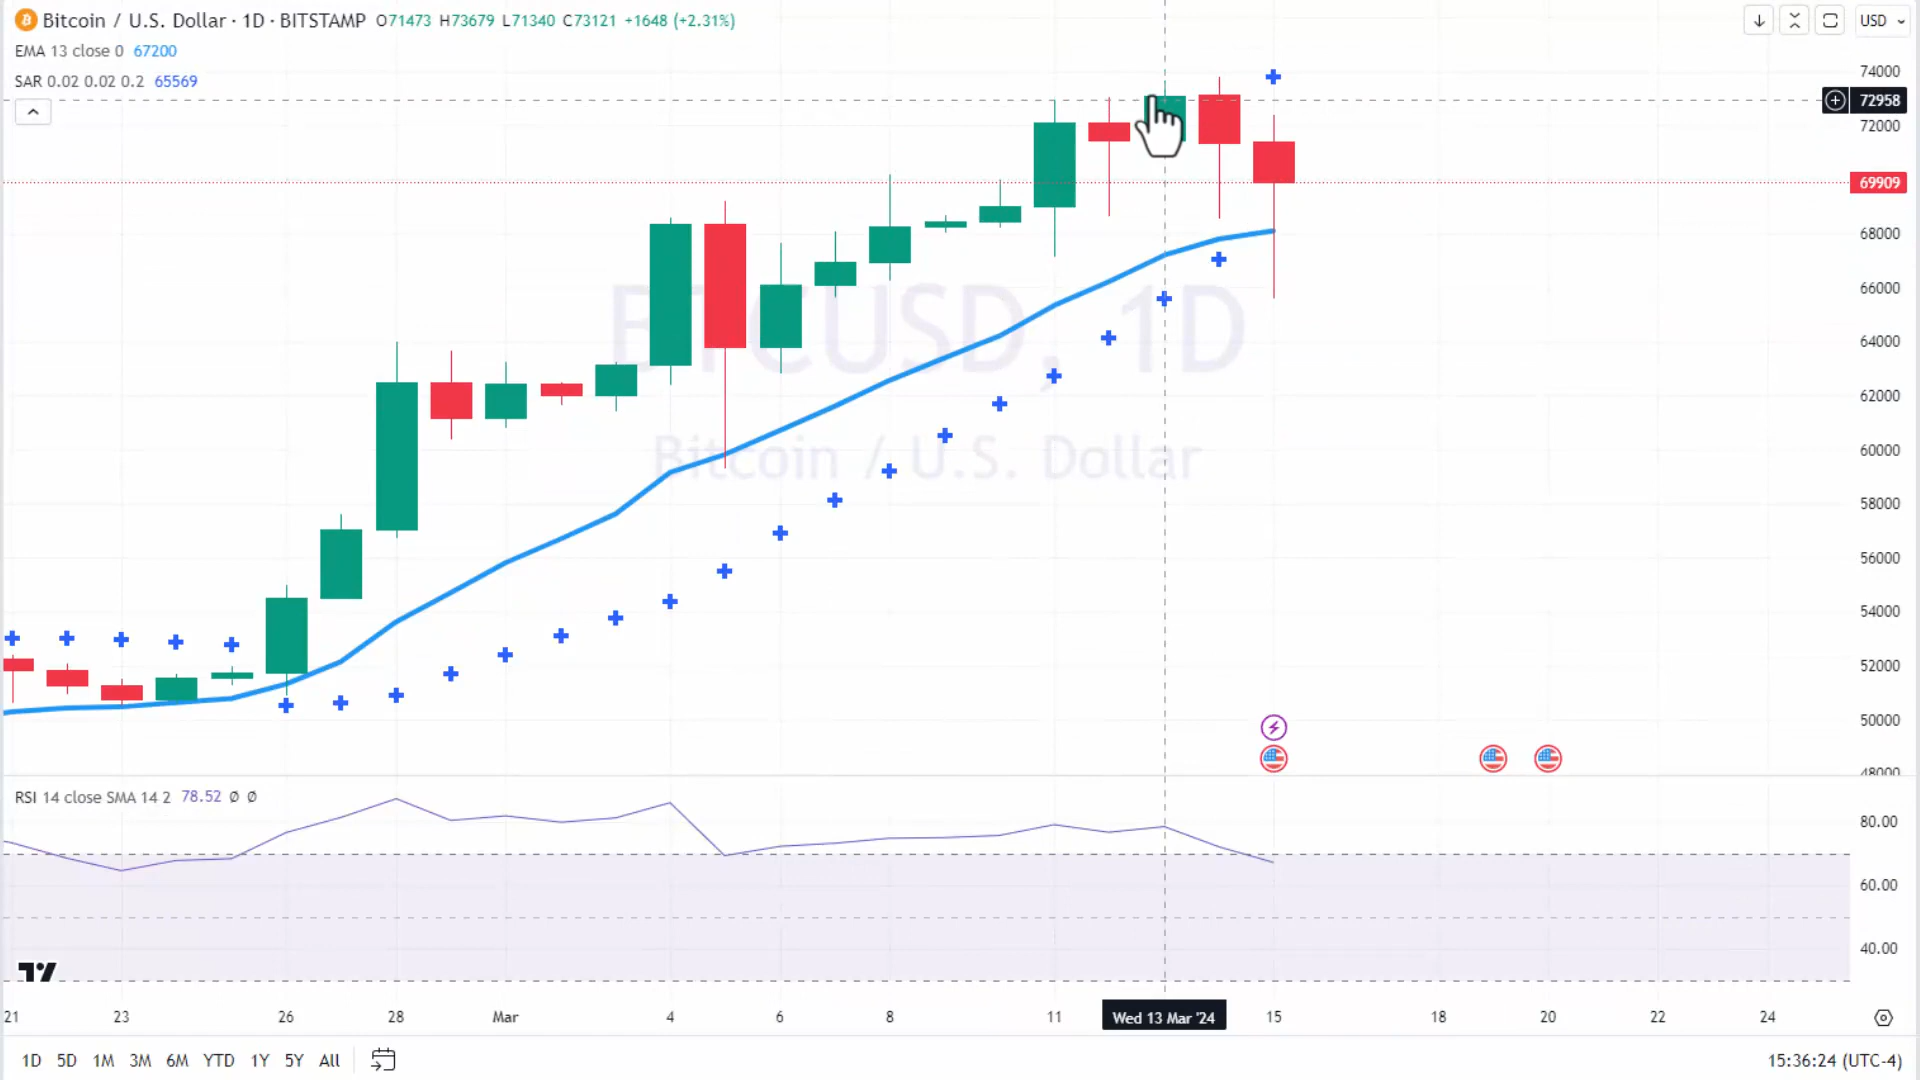 Bitcoin / U.S. Dollar · 1D · BITSTAMP O71473 H73679 L71340 C73121 +1648 (+2.31%)
USD
EMA 13 close 0 67200
SAR 0.02 0.02 0.2 65569
74000
72958
72000
69909
68000
66000
64000
62000
60000
58000
56000
54000
52000
50000
48000
BTCUSD, 1D
Bitcoin / U.S. Dollar
RSI 14 close SMA 14 2 78.52 Ø Ø
80.00
60.00
40.00
21 23 26 28 Mar 4 6 8 11 Wed 13 Mar '24 15 18 20 22 24
1D 5D 1M 3M 6M YTD 1Y 5Y All
15:36:24 (UTC-4)